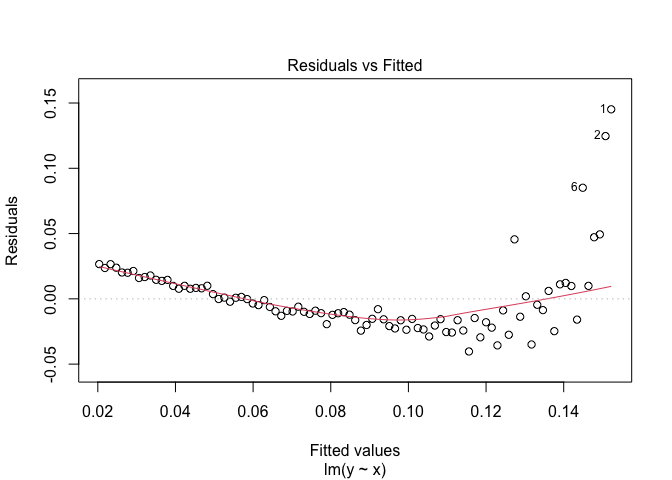 Residuals vs Fitted
Residuals
0.15
0.10
0.05
0.00
-0.05
1
2
6
0.02 0.04 0.06 0.08 0.10 0.12 0.14
Fitted values
lm(y ~ x)